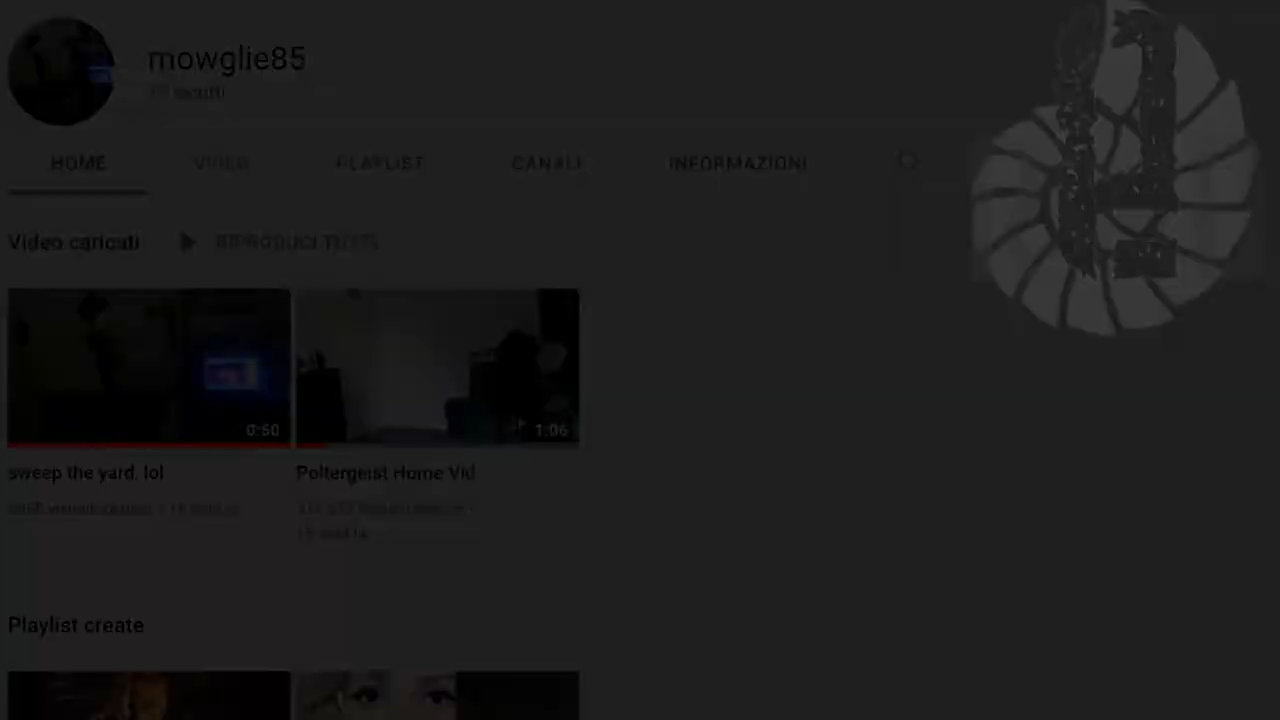 mowglie85
HOME VIDEO PLAYLIST CANALI INFORMAZIONI
Video caricati RIPRODUCI TUTTI
0:50
1:06
sweep the yard, lol
Poltergeist Home Vid
Playlist create